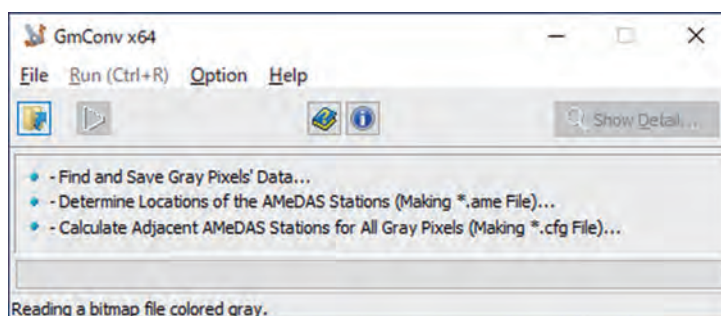 GmConv x64
File Run (Ctrl+R) Option Help
Show Detail...
- Find and Save Gray Pixels' Data...
- Determine Locations of the AMeDAS Stations (Making *.ame File)...
- Calculate Adjacent AMeDAS Stations for All Gray Pixels (Making *.cfg File)...
Reading a bitmap file colored gray.